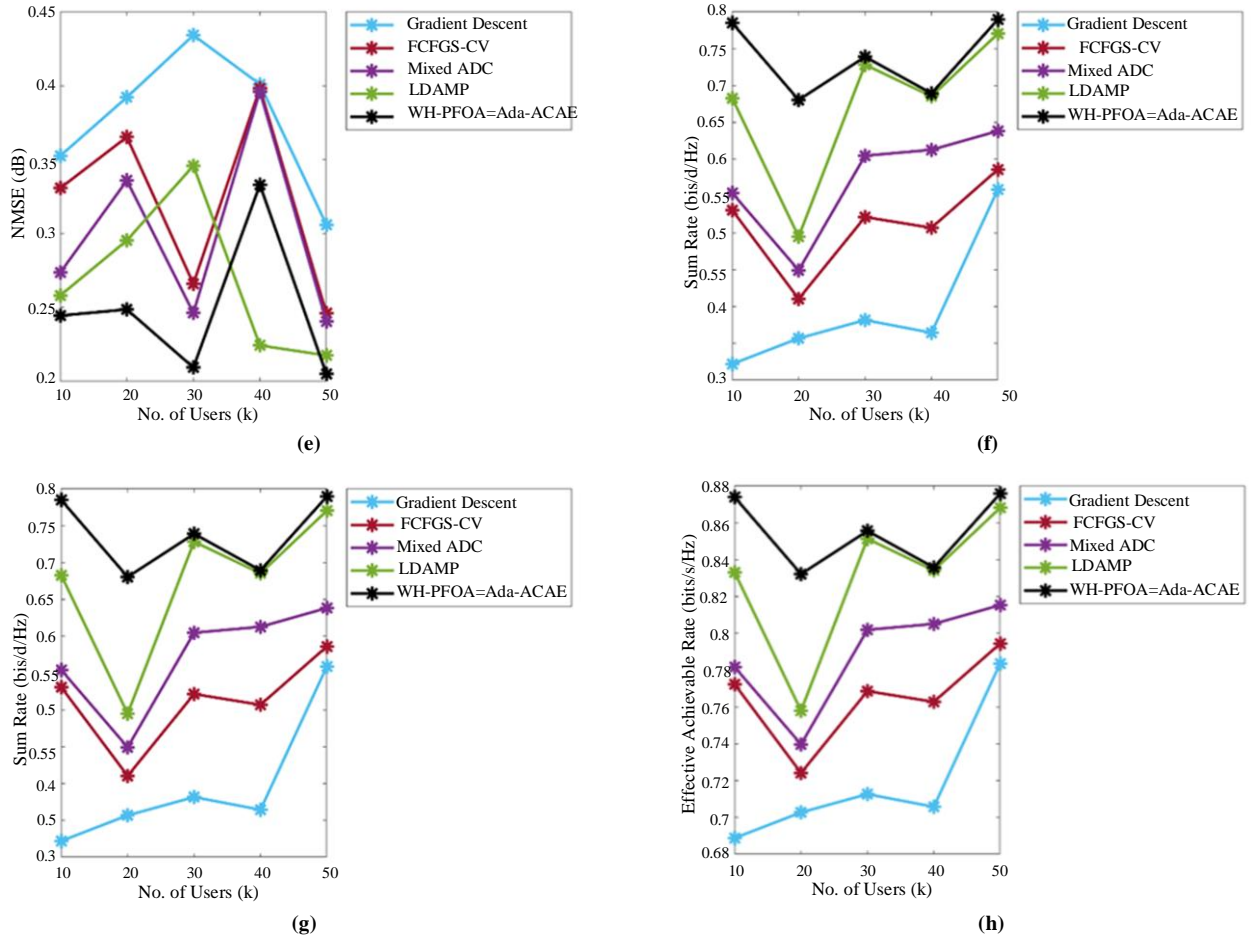 0.45
0.4
0.35
0.3
0.25
0.2
NMSE (dB)
10 20 30 40 50
No. of Users (k)
Gradient Descent
FCFGS-CV
Mixed ADC
LDAMP
WH-PFOA=Ada-ACAE
(e)
0.8
0.75
0.7
0.65
0.6
0.55
0.5
0.55
0.4
0.3
Sum Rate (bis/d/Hz)
10 20 30 40 50
No. of Users (k)
Gradient Descent
FCFGS-CV
Mixed ADC
LDAMP
WH-PFOA=Ada-ACAE
(f)
0.8
0.75
0.7
0.65
0.6
0.55
0.5
0.55
0.4
0.5
0.3
Sum Rate (bis/d/Hz)
10 20 30 40 50
No. of Users (k)
Gradient Descent
FCFGS-CV
Mixed ADC
LDAMP
WH-PFOA=Ada-ACAE
(g)
0.88
0.86
0.84
0.82
0.8
0.78
0.76
0.74
0.72
0.7
0.68
Effective Achievable Rate (bits/s/Hz)
10 20 30 40 50
No. of Users (k)
Gradient Descent
FCFGS-CV
Mixed ADC
LDAMP
WH-PFOA=Ada-ACAE
(h)